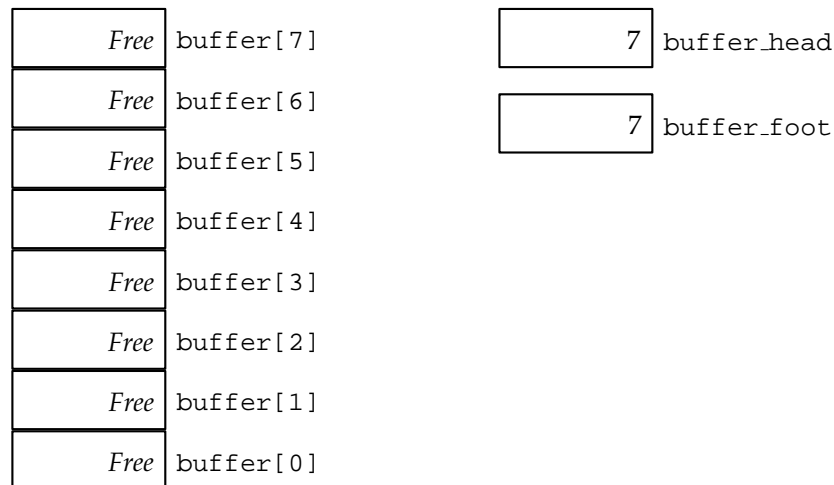 Free buffer[7]
Free buffer[6]
Free buffer[5]
Free buffer[4]
Free buffer[3]
Free buffer[2]
Free buffer[1]
Free buffer[0]
7 buffer_head
7 buffer_foot